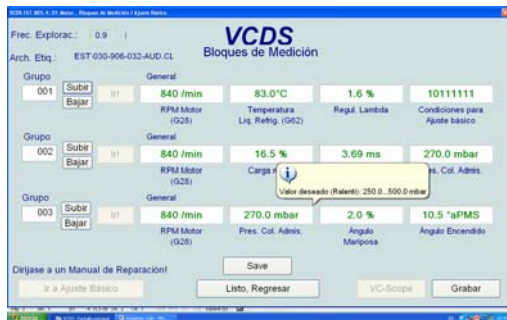 VCDS
Bloques de Medición
Frec. Explorac.: 0.9
Arch. Etiq.: EST 030-906-032-AUD.CL
Grupo General
001 Subir Bajar 840 /min 83.0°C 1.6 % 10111111
RPM Motor (G28) Temperatura Liq. Refrig. (G62) Regul. Lambda Condiciones para Ajuste básico
Grupo General
002 Subir Bajar 840 /min 16.5 % 3.69 ms 270.0 mbar
RPM Motor (G28) Carga Col. Admis.
Valor deseado (Ralentí): 250.0...500.0 mbar
Grupo General
003 Subir Bajar 840 /min 270.0 mbar 2.0 % 10.5 °aPMS
RPM Motor (G28) Pres. Col. Admis. Angulo Mariposa Angulo Encendido
Diríjase a un Manual de Reparación! Save
Ir a Ajuste Básico Listo, Regresar VC-Scope Grabar